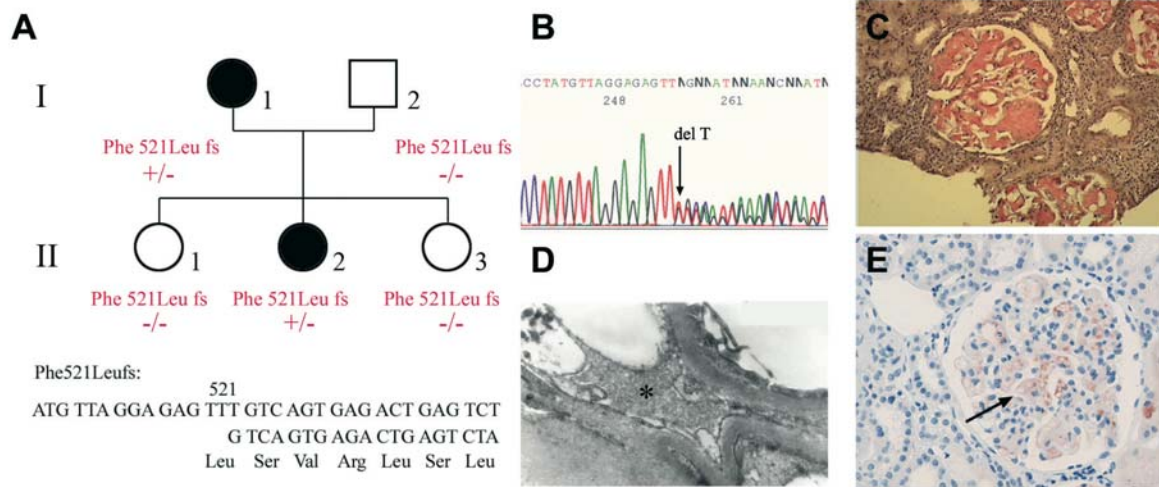 A
I
1
2
Phe 521Leu fs
+/-
Phe 521Leu fs
-/-
II
1
2
3
Phe 521Leu fs
-/-
Phe 521Leu fs
+/-
Phe 521Leu fs
-/-
Phe521Leufs:
521
ATG TTA GGA GAG TTT GTC AGT GAG ACT GAG TCT
G TCA GTG AGA CTG AGT CTA
Leu Ser Val Arg Leu Ser Leu
B
CCTATGTTAGGAGAGTTNGNNATNNAANCNNATN
248 261
del T
C
D
*
E